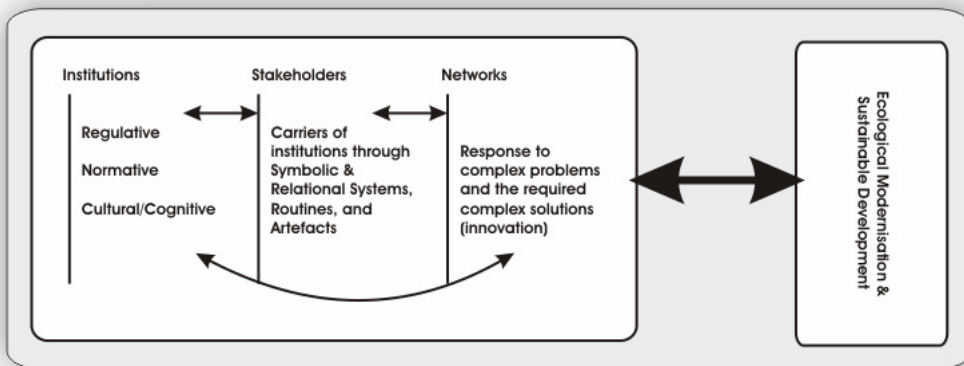 Institutions
Regulative
Normative
Cultural/Cognitive
Stakeholders
Carriers of
institutions through
Symbolic &
Relational Systems,
Routines, and
Artefacts
Networks
Response to
complex problems
and the required
complex solutions
(innovation)
Ecological Modernisation &
Sustainable Development